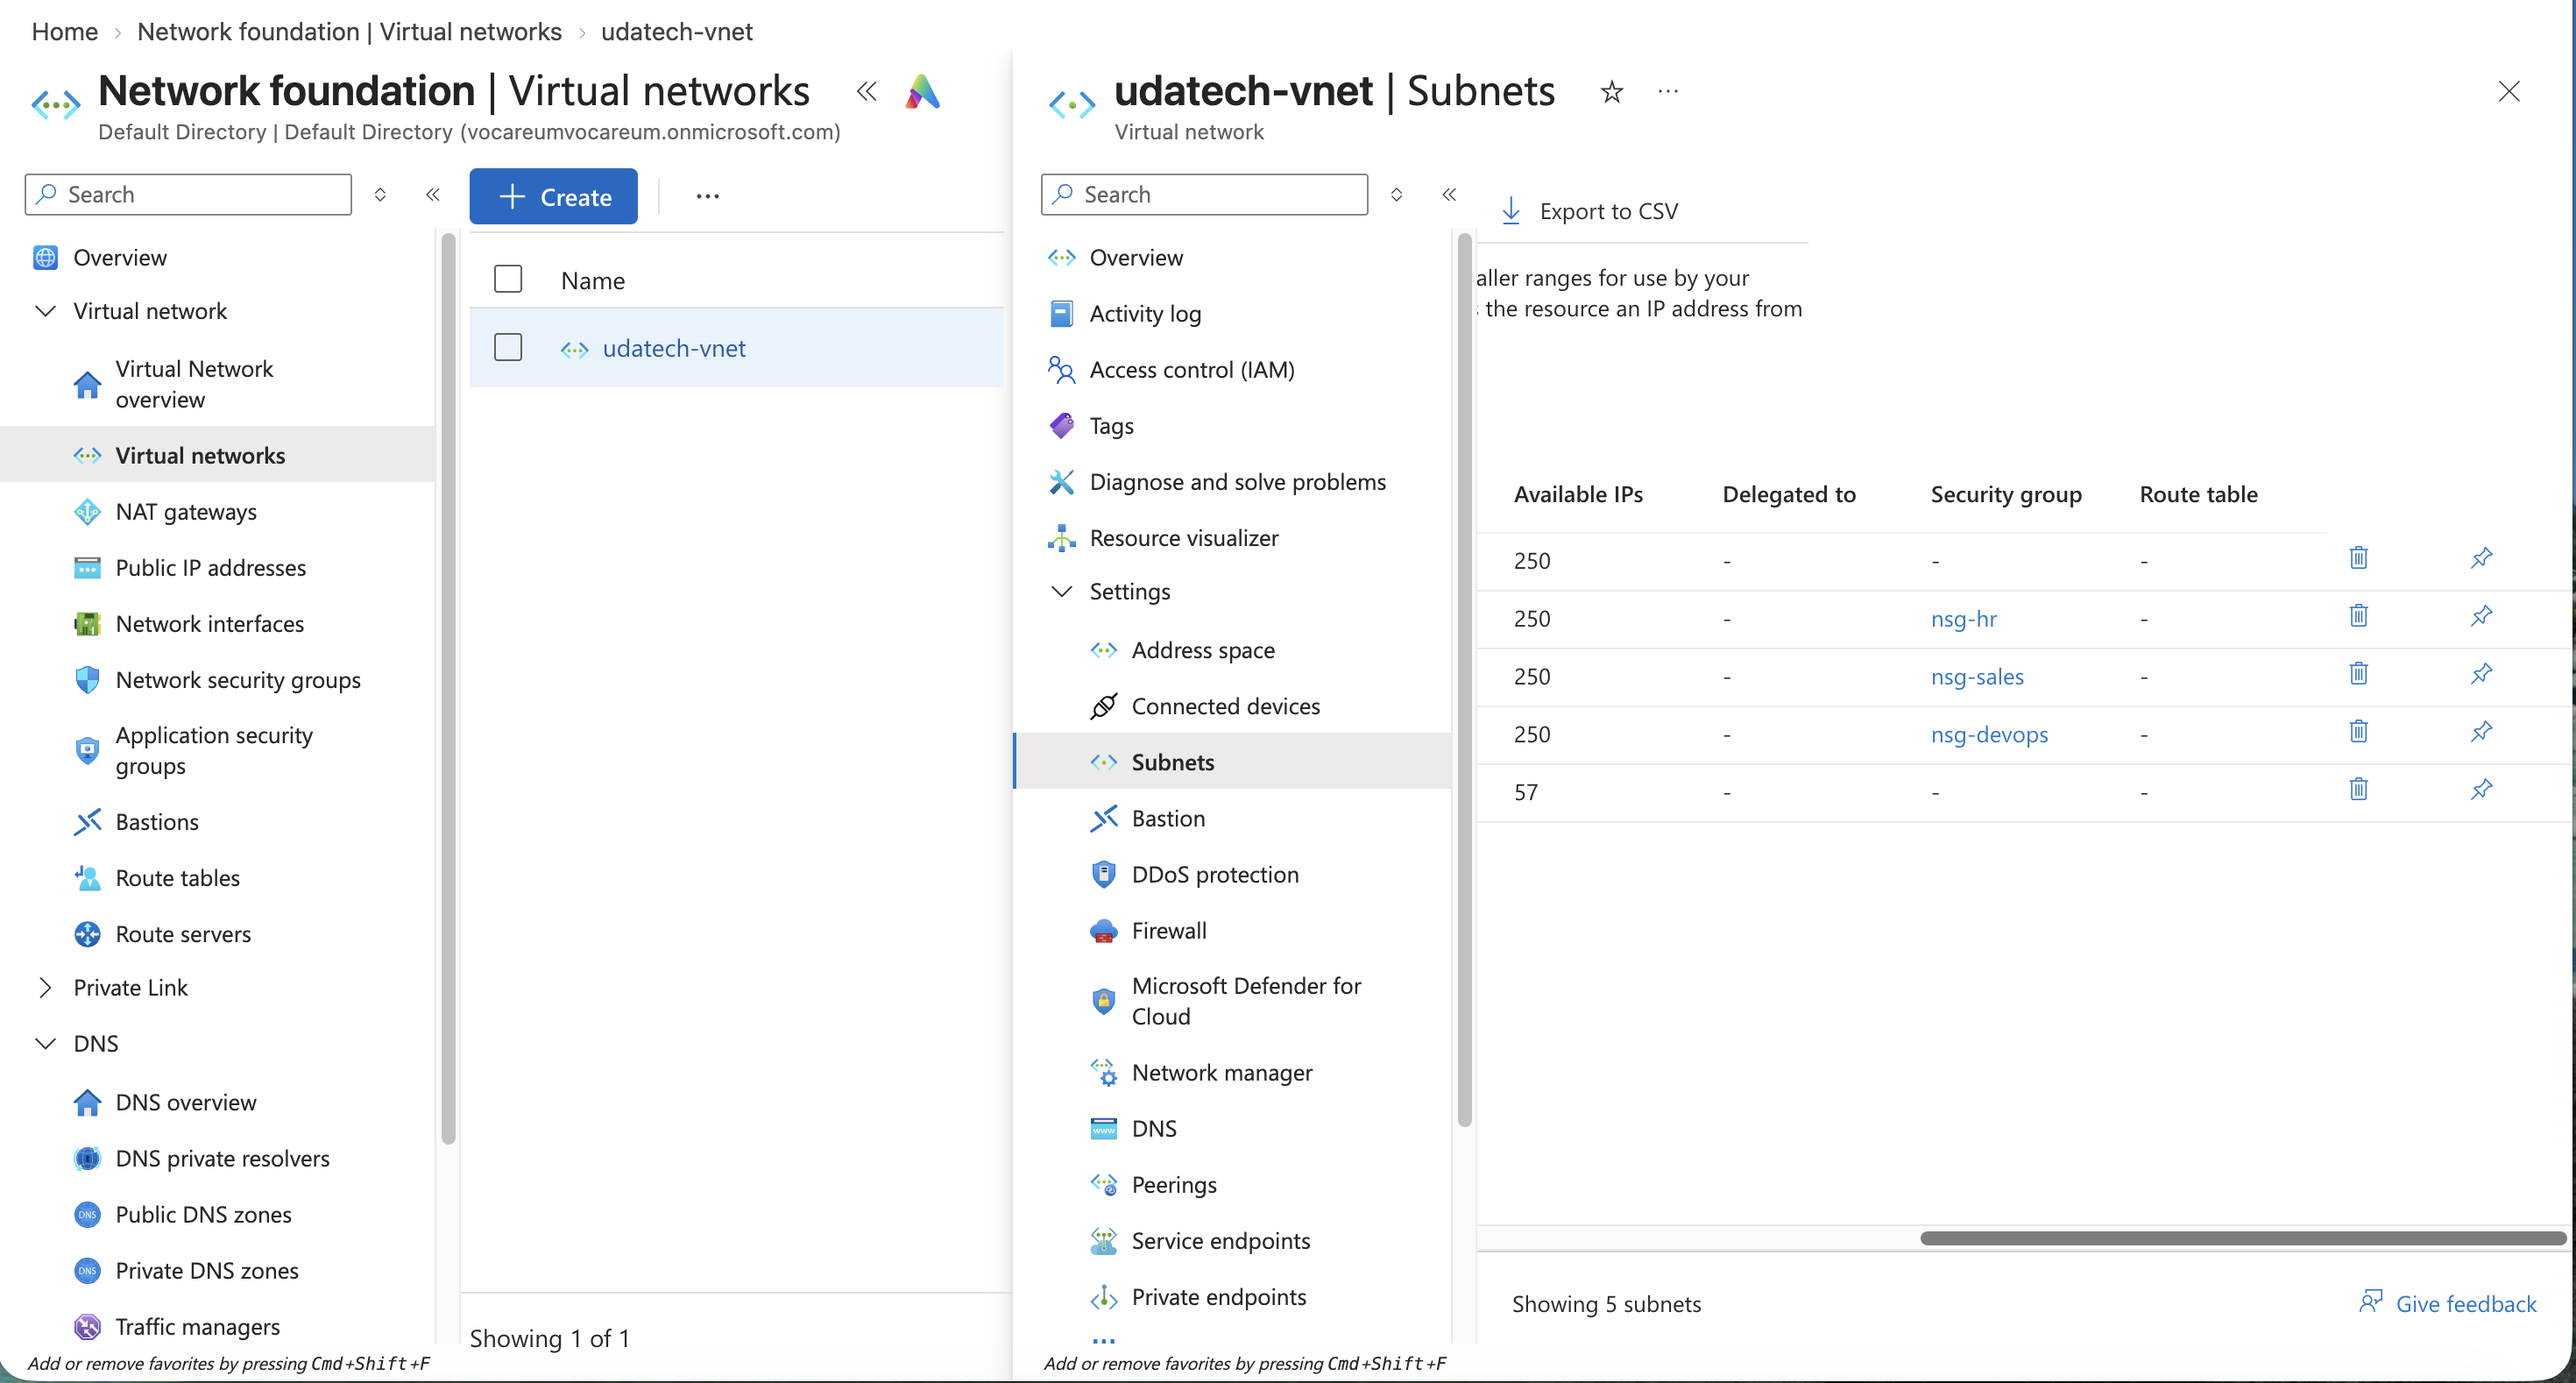 Home > Network foundation | Virtual networks > udatech-vnet
Network foundation | Virtual networks
Default Directory | Default Directory (vocareumvocareum.onmicrosoft.com)
Search
Overview
Virtual network
Virtual Network
overview
Virtual networks
NAT gateways
Public IP addresses
Network interfaces
Network security groups
Application security
groups
Bastions
Route tables
Route servers
Private Link
DNS
DNS overview
DNS private resolvers
Public DNS zones
Private DNS zones
Traffic managers
Add or remove favorites by pressing Cmd+Shift+F
Create
Name
udatech-vnet
Showing 1 of 1
udatech-vnet | Subnets
Virtual network
Search
Overview
Activity log
Access control (IAM)
Tags
Diagnose and solve problems
Resource visualizer
Settings
Address space
Connected devices
Subnets
Bastion
DDoS protection
Firewall
Microsoft Defender for
Cloud
Network manager
DNS
Peerings
Service endpoints
Private endpoints
Add or remove favorites by pressing Cmd+Shift+F
Export to CSV
aller ranges for use by your
the resource an IP address from
Available IPs Delegated to Security group Route table
250 - - -
250 - nsg-hr -
250 - nsg-sales -
250 - nsg-devops -
57 - - -
Showing 5 subnets
Give feedback